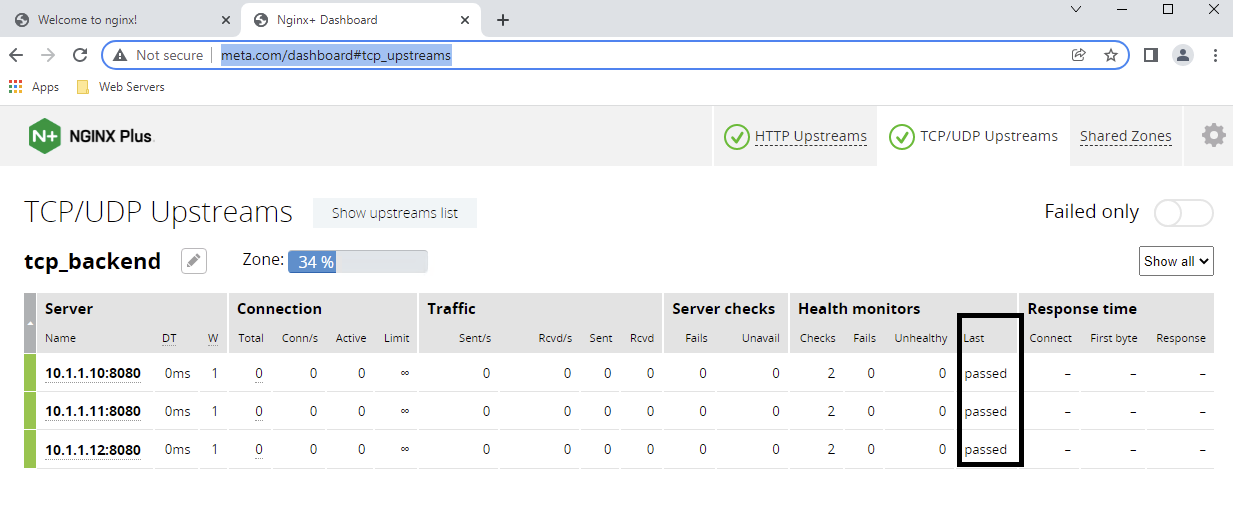 Welcome to nginx!
Nginx+ Dashboard
Not secure
meta.com/dashboard#tcp_upstreams
Apps
Web Servers
N+ NGINX Plus
HTTP Upstreams
TCP/UDP Upstreams
Shared Zones
TCP/UDP Upstreams
Show upstreams list
Failed only
tcp_backend
Zone: 34 %
Show all
Server Connection Traffic Server checks Health monitors Response time
Name DT W Total Conn/s Active Limit Sent/s Rcvd/s Sent Rcvd Fails Unavail Checks Fails Unhealthy Last Connect First byte Response
10.1.1.10:8080 0ms 1 0 0 0 ∞ 0 0 0 0 0 0 2 0 0 passed – – –
10.1.1.11:8080 0ms 1 0 0 0 ∞ 0 0 0 0 0 0 2 0 0 passed – – –
10.1.1.12:8080 0ms 1 0 0 0 ∞ 0 0 0 0 0 0 2 0 0 passed – – –